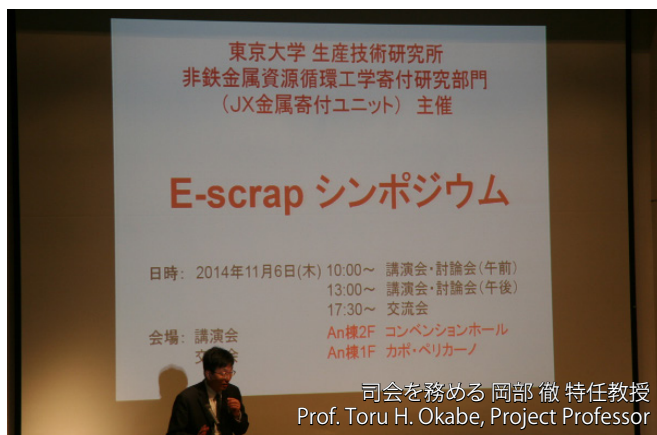 東京大学 生産技術研究所
非鉄金属資源循環工学寄付研究部門
（JX金属寄付ユニット） 主催
E-scrap シンポジウム
日時： 2014年11月6日(木) 10:00～ 講演会・討論会（午前）
13:00～ 講演会・討論会（午後）
17:30～ 交流会
会場： 講演会 An棟2F コンベンションホール
交 会 An棟1F カポ・ペリカーノ
司会を務める 岡部 徹 特任教授
Prof. Toru H. Okabe, Project Professor